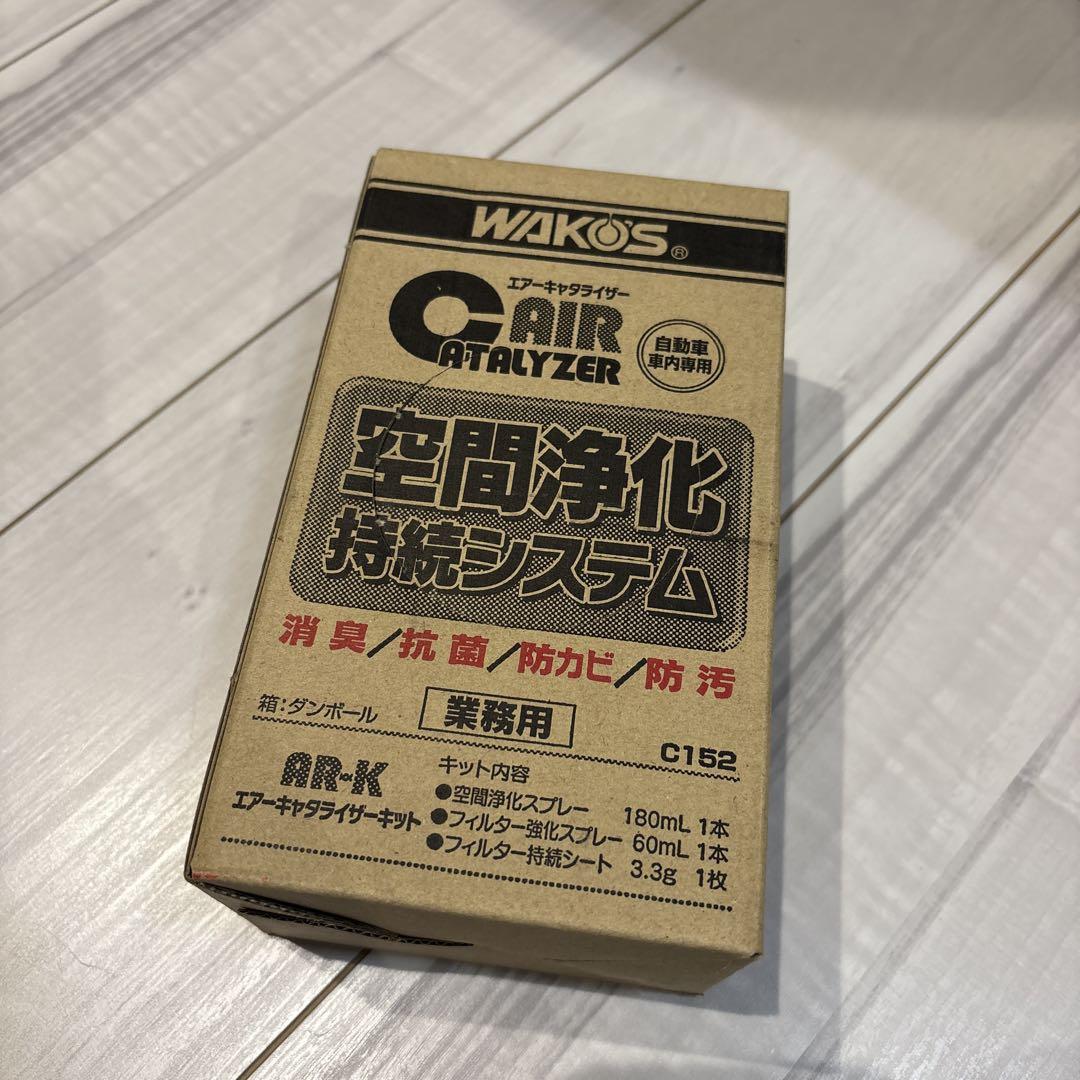 WAKO'S®
エアーキャタライザー
AIR
CATALYZER
自動車
車内専用
空間浄化
持続システム
消臭/抗菌/防カビ/防汚
箱:ダンボール
業務用
C152
AR-K
エアーキャタライザーキット
キット内容
●空間浄化スプレー 180mL 1本
●フィルター強化スプレー 60mL 1本
●フィルター持続シート 3.3g 1枚